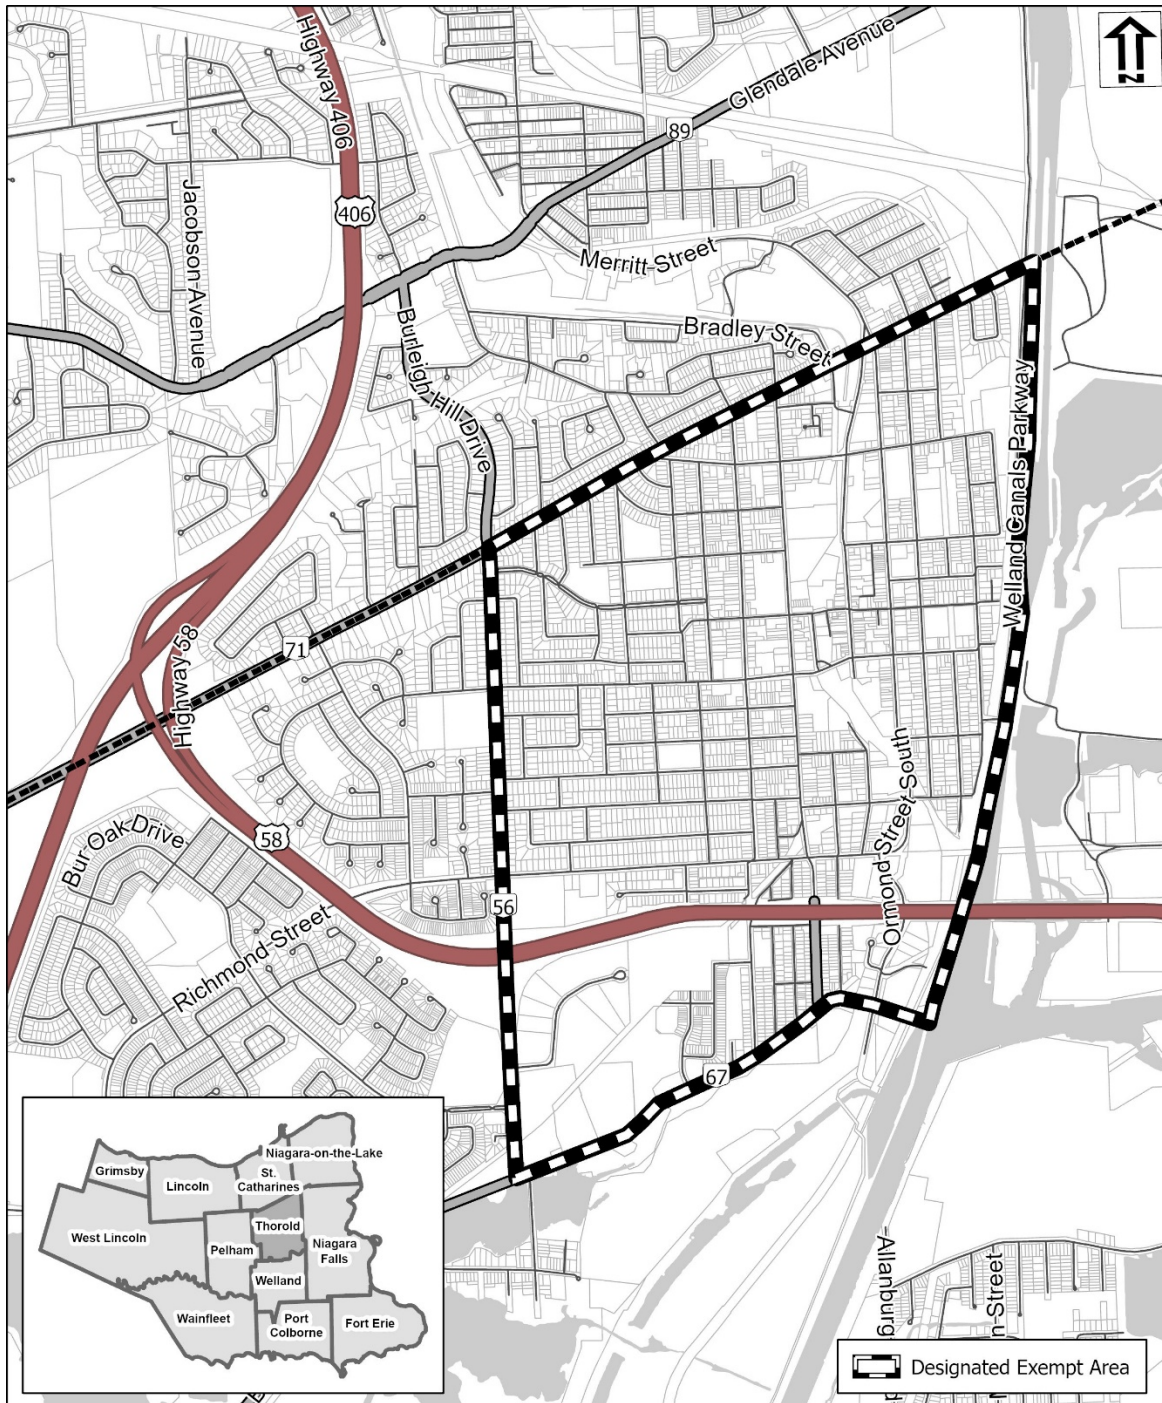 Highway 406
Glendale Avenue
N
89
Jacobson Avenue
406
Merritt Street
Burleigh Hill Drive
Bradley Street
Welland Canals Parkway
Highway 58
71
Ormond Street South
Bur Oak Drive
58
56
Richmond Street
67
Niagara-on-the-Lake
Grimsby
St.
Catharines
Lincoln
Thorold
West Lincoln
Pelham
Niagara
Falls
Welland
Wainfleet
Port
Colborne
Fort Erie
Allanburg
n-Street
Designated Exempt Area